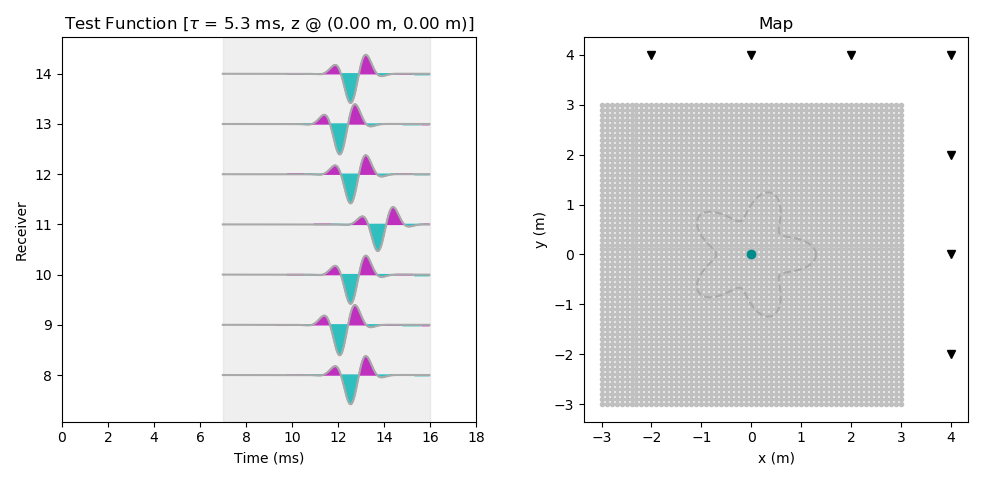 Test Function [τ = 5.3 ms, z @ (0.00 m, 0.00 m)]
14
13
12
11
10
9
8
Receiver
0 2 4 6 8 10 12 14 16 18
Time (ms)
Map
4
3
2
1
0
−1
−2
−3
y (m)
−3 −2 −1 0 1 2 3 4
x (m)